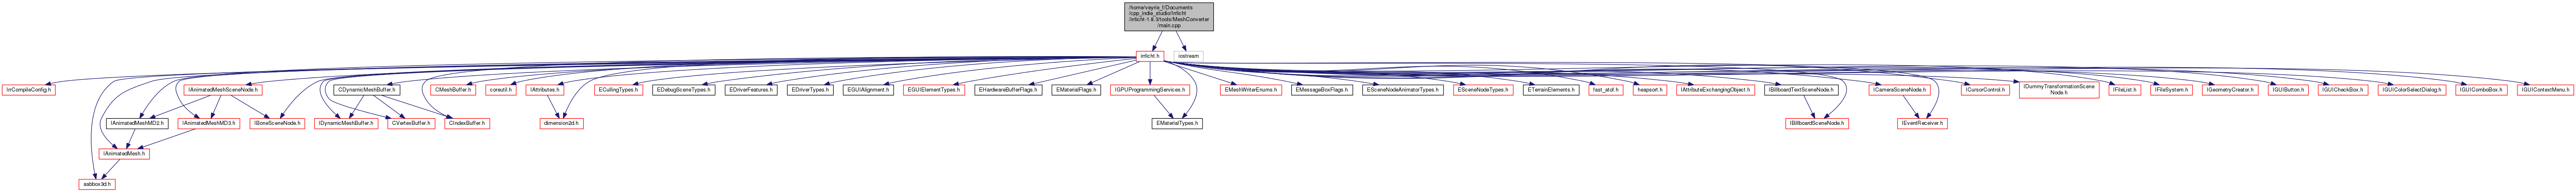 /home/veyrie_f/Documents
/cpp_indie_studio/Irrlicht
/irrlicht-1.8.3/tools/MeshConverter
/main.cpp
irrlicht.h
iostream
IrrCompileConfig.h
IAnimatedMeshSceneNode.h
CDynamicMeshBuffer.h
CMeshBuffer.h
coreutil.h
IAttributes.h
ECullingTypes.h
EDebugSceneTypes.h
EDriverFeatures.h
EDriverTypes.h
EGUIAlignment.h
EGUIElementTypes.h
EHardwareBufferFlags.h
EMaterialFlags.h
IGPUProgrammingServices.h
EMeshWriterEnums.h
EMessageBoxFlags.h
ESceneNodeAnimatorTypes.h
ESceneNodeTypes.h
ETerrainElements.h
fast_atof.h
heapsort.h
IAttributeExchangingObject.h
IBillboardTextSceneNode.h
ICameraSceneNode.h
ICursorControl.h
IDummyTransformationScene
Node.h
IFileList.h
IFileSystem.h
IGeometryCreator.h
IGUIButton.h
IGUICheckBox.h
IGUIColorSelectDialog.h
IGUIComboBox.h
IGUIContextMenu.h
IAnimatedMeshMD2.h
IAnimatedMeshMD3.h
IBoneSceneNode.h
IDynamicMeshBuffer.h
CVertexBuffer.h
CIndexBuffer.h
dimension2d.h
EMaterialTypes.h
IBillboardSceneNode.h
IEventReceiver.h
IAnimatedMesh.h
aabbox3d.h